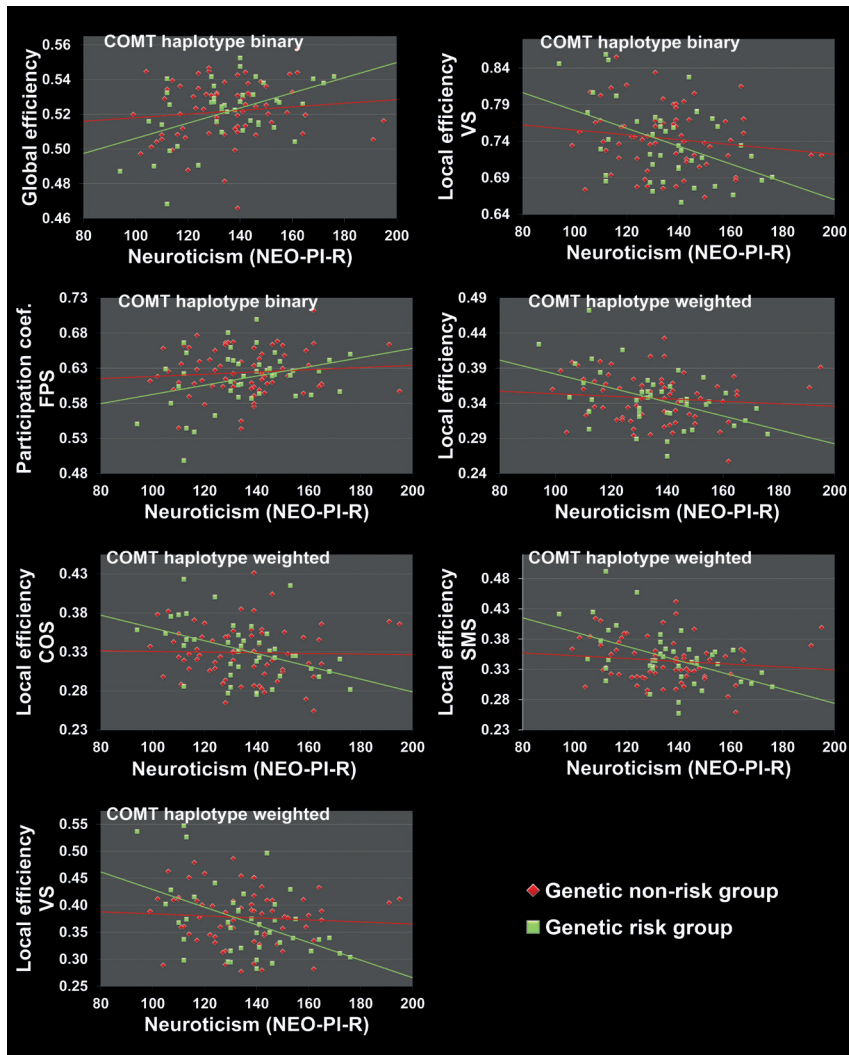 COMT haplotype binary
Global efficiency
0.56
0.54
0.52
0.50
0.48
0.46
80 100 120 140 160 180 200
Neuroticism (NEO-PI-R)
COMT haplotype binary
Local efficiency
VS
0.84
0.79
0.74
0.69
0.64
80 100 120 140 160 180 200
Neuroticism (NEO-PI-R)
COMT haplotype binary
Participation coef.
FPS
0.73
0.68
0.63
0.58
0.53
0.48
80 100 120 140 160 180 200
Neuroticism (NEO-PI-R)
COMT haplotype weighted
Local efficiency
0.49
0.44
0.39
0.34
0.29
0.24
80 100 120 140 160 180 200
Neuroticism (NEO-PI-R)
COMT haplotype weighted
Local efficiency
COS
0.43
0.38
0.33
0.28
0.23
80 100 120 140 160 180 200
Neuroticism (NEO-PI-R)
COMT haplotype weighted
Local efficiency
SMS
0.48
0.43
0.38
0.33
0.28
0.23
80 100 120 140 160 180 200
Neuroticism (NEO-PI-R)
COMT haplotype weighted
Local efficiency
VS
0.55
0.50
0.45
0.40
0.35
0.30
0.25
80 100 120 140 160 180 200
Neuroticism (NEO-PI-R)
Genetic non-risk group
Genetic risk group